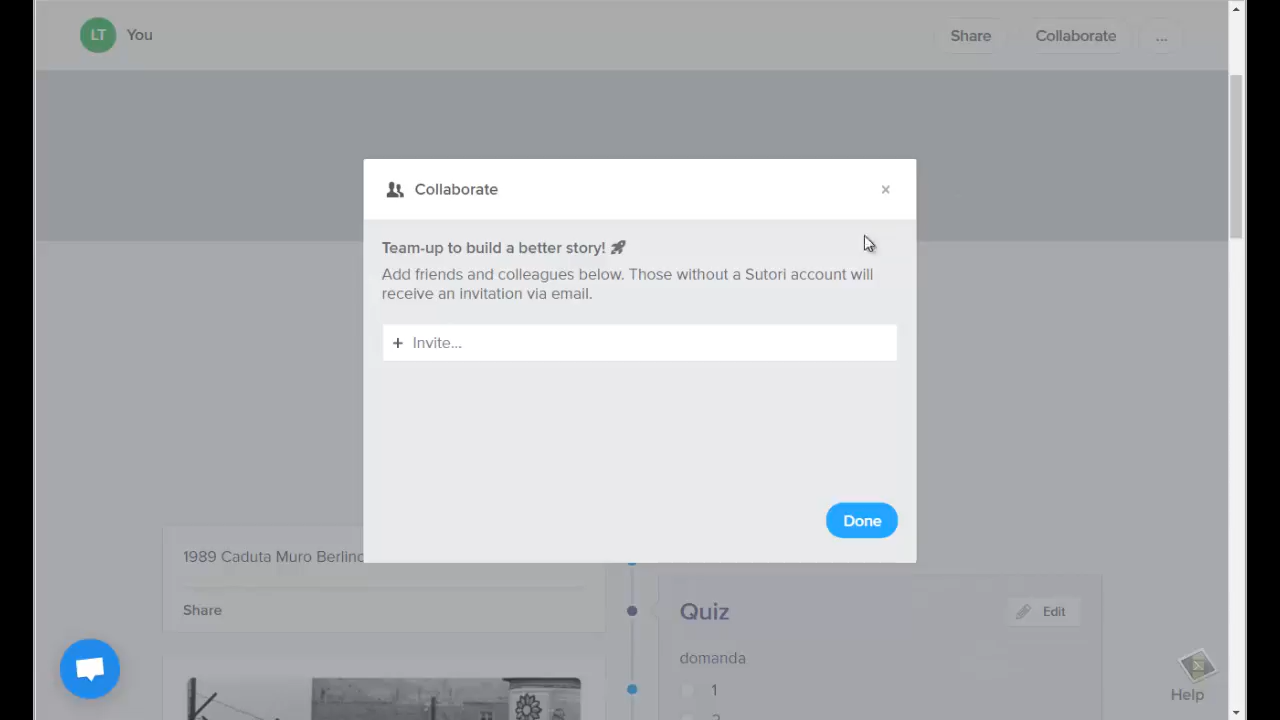 LT You
Share Collaborate ...
Collaborate ×
Team-up to build a better story!
Add friends and colleagues below. Those without a Sutori account will
receive an invitation via email.
+ Invite...
Done
1989 Caduta Muro Berlino
Share
Quiz
Edit
domanda
1
2
Help